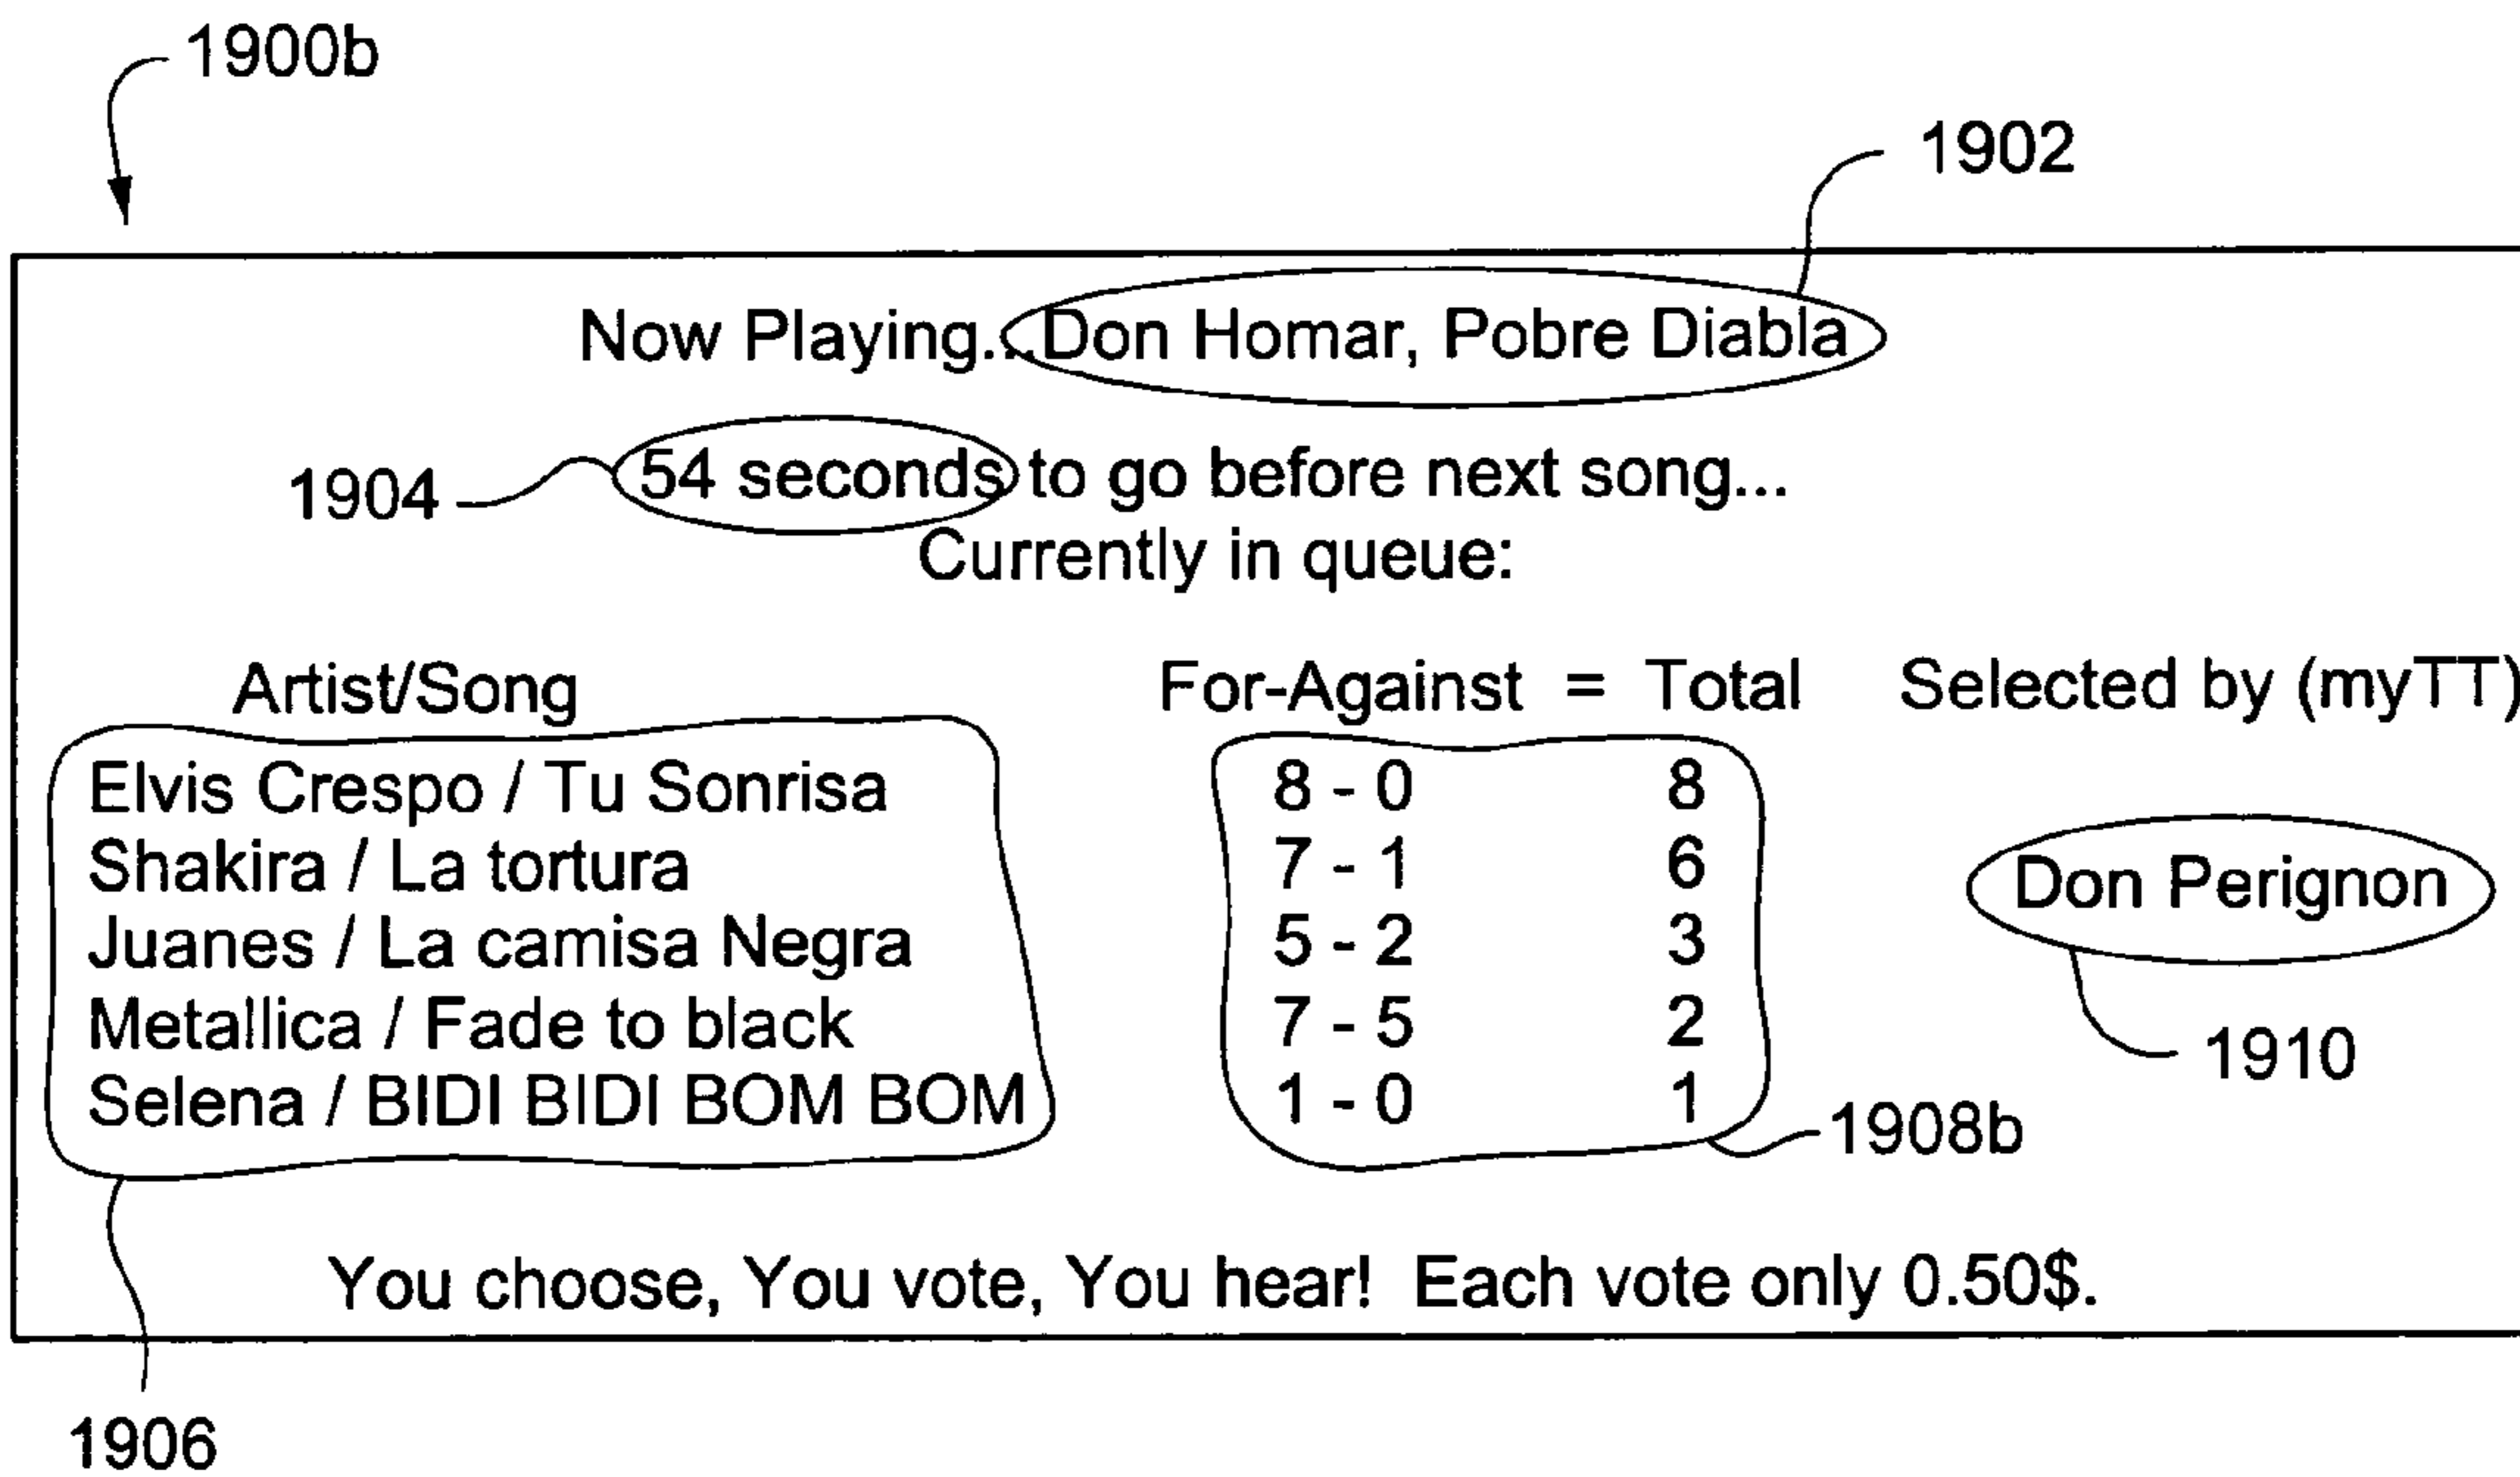 1900b
1902
Now Playing...Don Homar, Pobre Diabla
1904
54 seconds to go before next song...
Currently in queue:
Artist/Song For-Against = Total Selected by (myTT)
Elvis Crespo / Tu Sonrisa 8 - 0 8
Shakira / La tortura 7 - 1 6 Don Perignon
Juanes / La camisa Negra 5 - 2 3
Metallica / Fade to black 7 - 5 2
1910
Selena / BIDI BIDI BOM BOM 1 - 0 1
1908b
You choose, You vote, You hear! Each vote only 0.50$.
1906